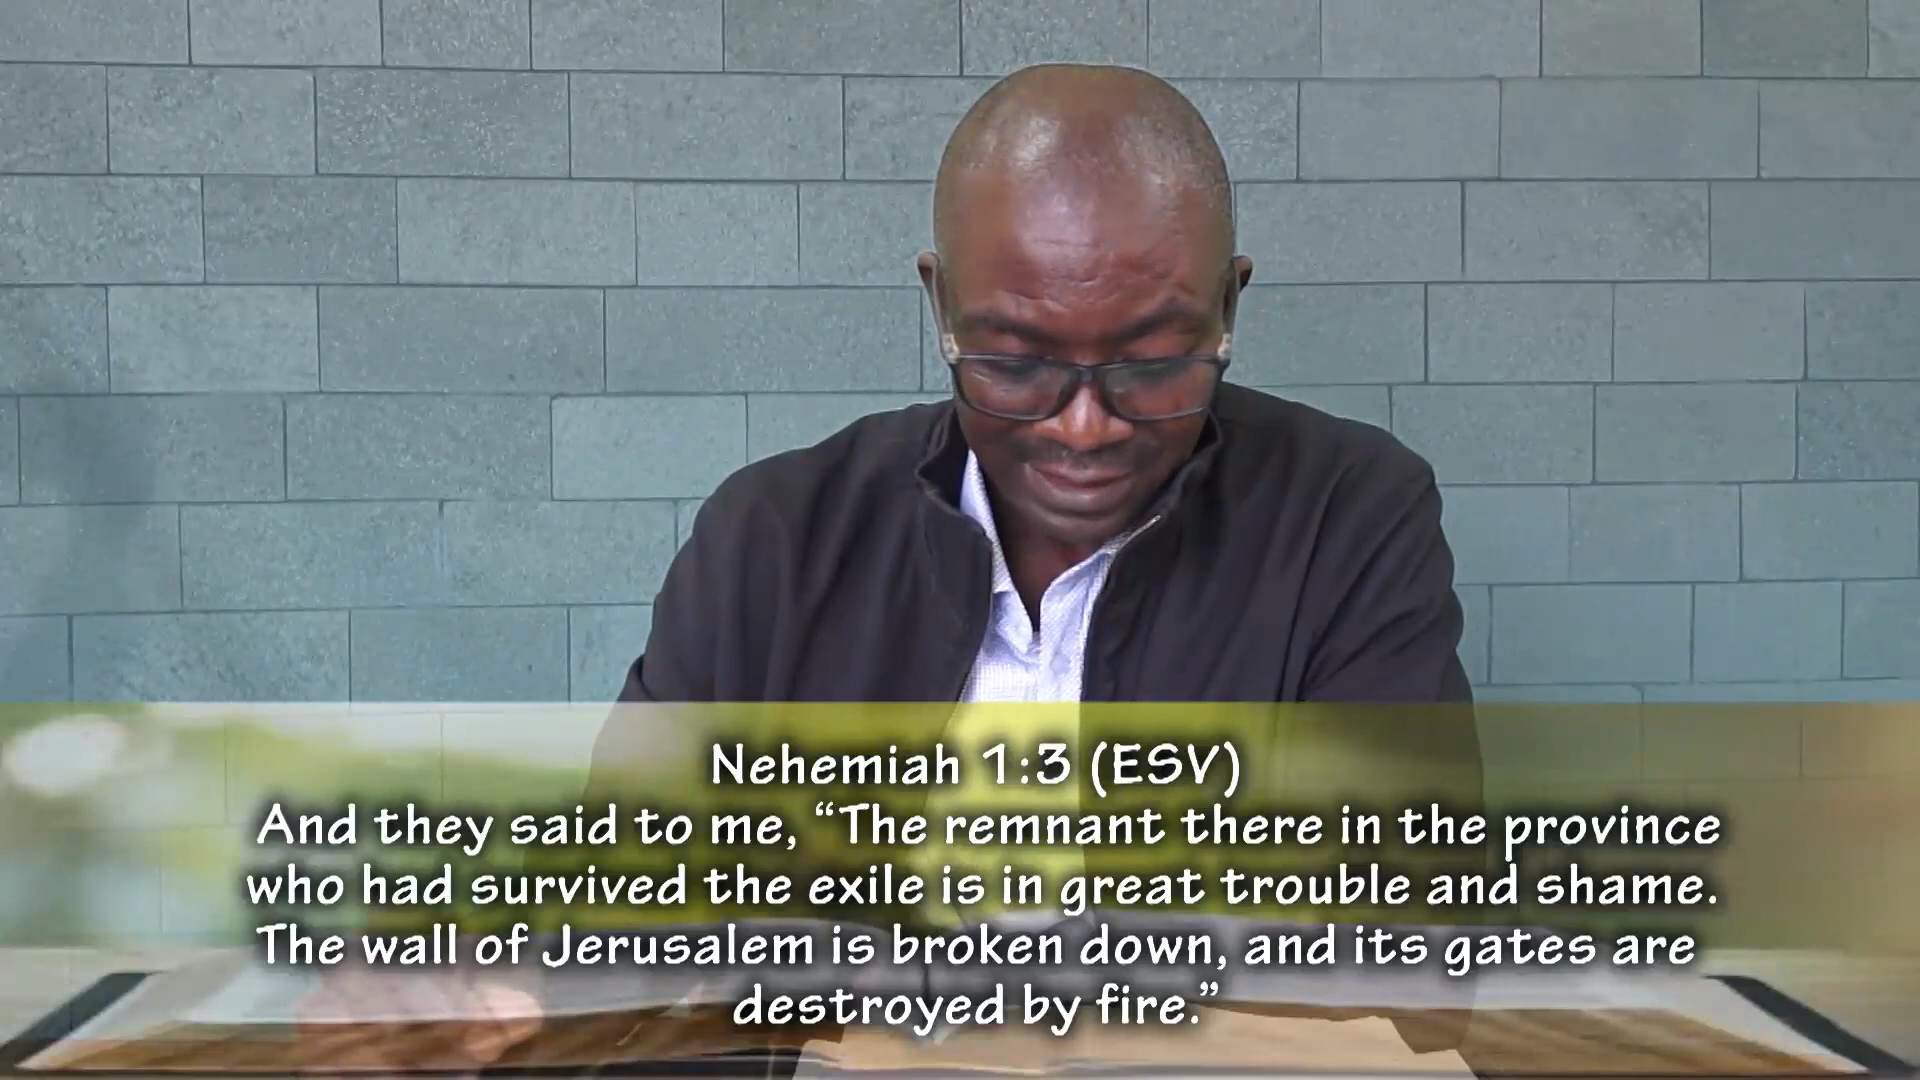 Nehemiah 1:3 (ESV)
And they said to me, “The remnant there in the province
who had survived the exile is in great trouble and shame.
The wall of Jerusalem is broken down, and its gates are
destroyed by fire.”